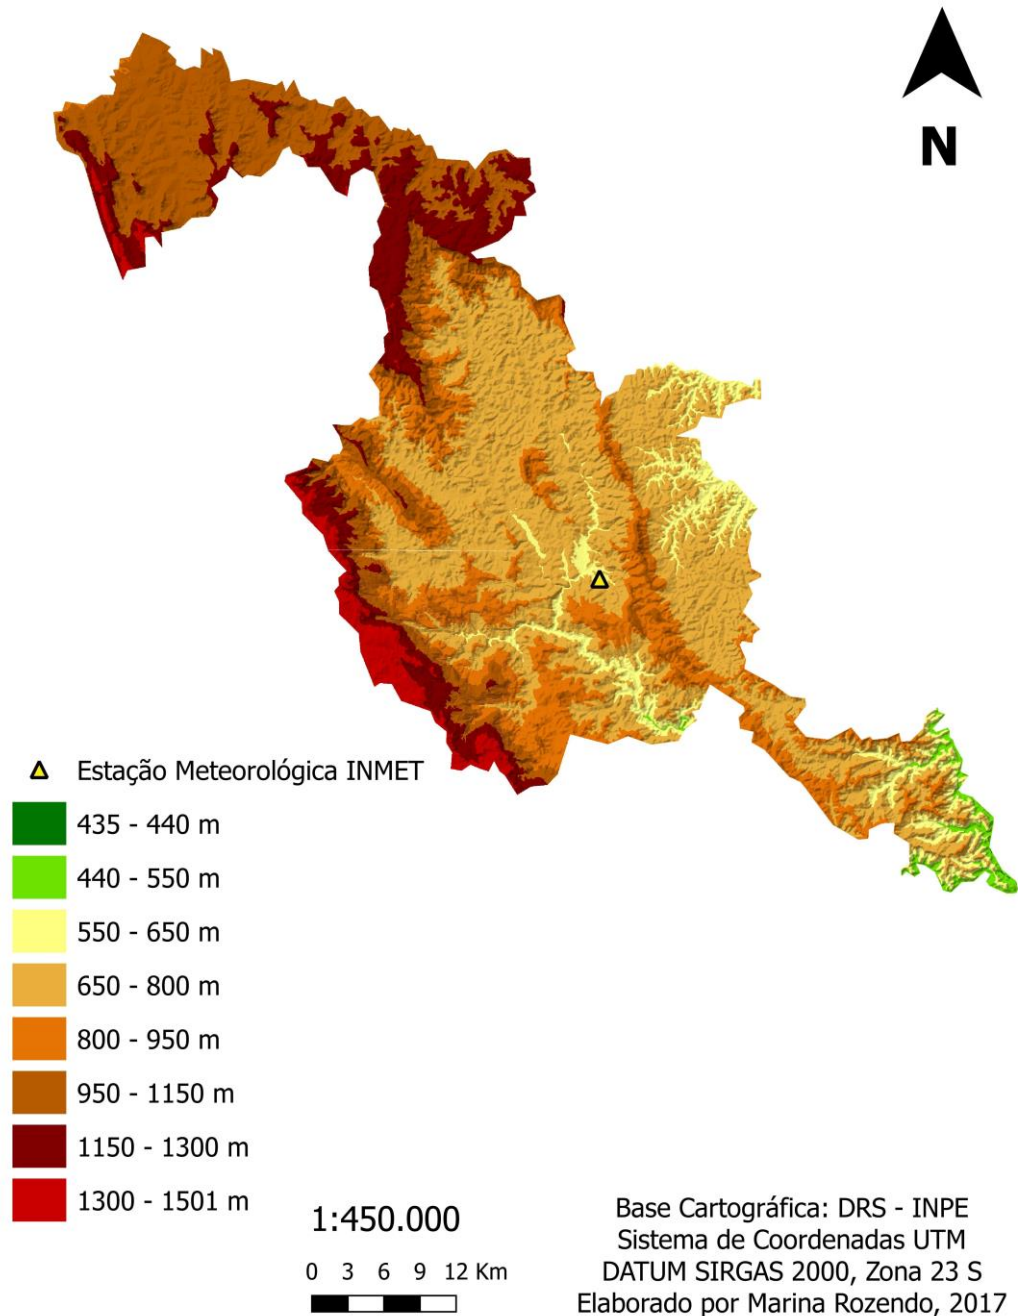 N
Estação Meteorológica INMET
435 - 440 m
440 - 550 m
550 - 650 m
650 - 800 m
800 - 950 m
950 - 1150 m
1150 - 1300 m
1300 - 1501 m
1:450.000
0 3 6 9 12 Km
Base Cartográfica: DRS - INPE
Sistema de Coordenadas UTM
DATUM SIRGAS 2000, Zona 23 S
Elaborado por Marina Rozendo, 2017